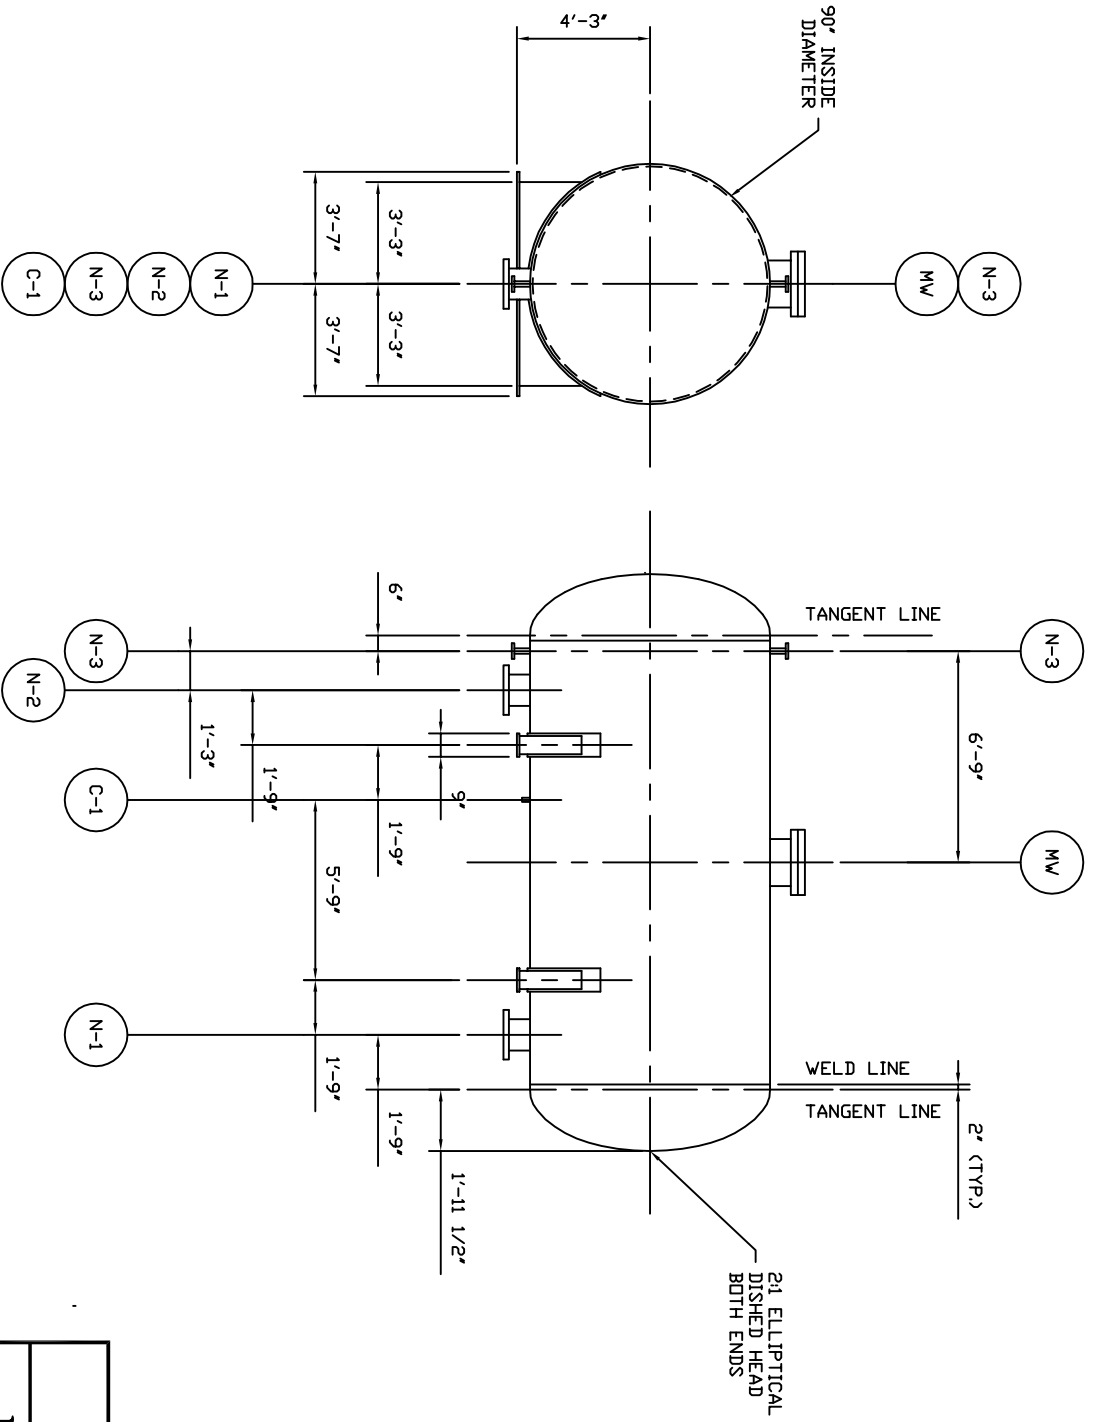 90" INSIDE
DIAMETER
4'-3"
3'-7"
3'-3"
3'-7"
3'-3"
C-1
N-3
N-2
N-1
MW
N-3
TANGENT LINE
6"
N-3
N-2
1'-3"
1'-9"
9"
C-1
1'-9"
5'-9"
N-1
1'-9"
1'-9"
1'-11 1/2"
N-3
6'-9"
MW
WELD LINE
TANGENT LINE
2" (TYP.)
2:1 ELLIPTICAL
DISHED HEAD
BOTH ENDS